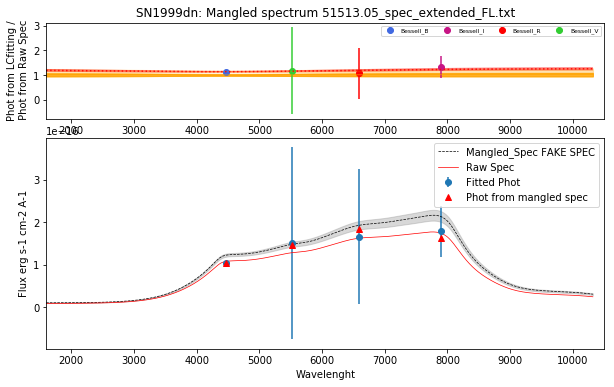 SN1999dn: Mangled spectrum 51513.05_spec_extended_FL.txt
Phot from LCfitting /
Phot from Raw Spec
3
2
1
0
Bessell_B
Bessell_I
Bessell_R
Bessell_V
2000 3000 4000 5000 6000 7000 8000 9000 10000
1e−16
Flux erg s-1 cm-2 A-1
3
2
1
0
Mangled_Spec FAKE SPEC
Raw Spec
Fitted Phot
Phot from mangled spec
2000 3000 4000 5000 6000 7000 8000 9000 10000
Wavelenght